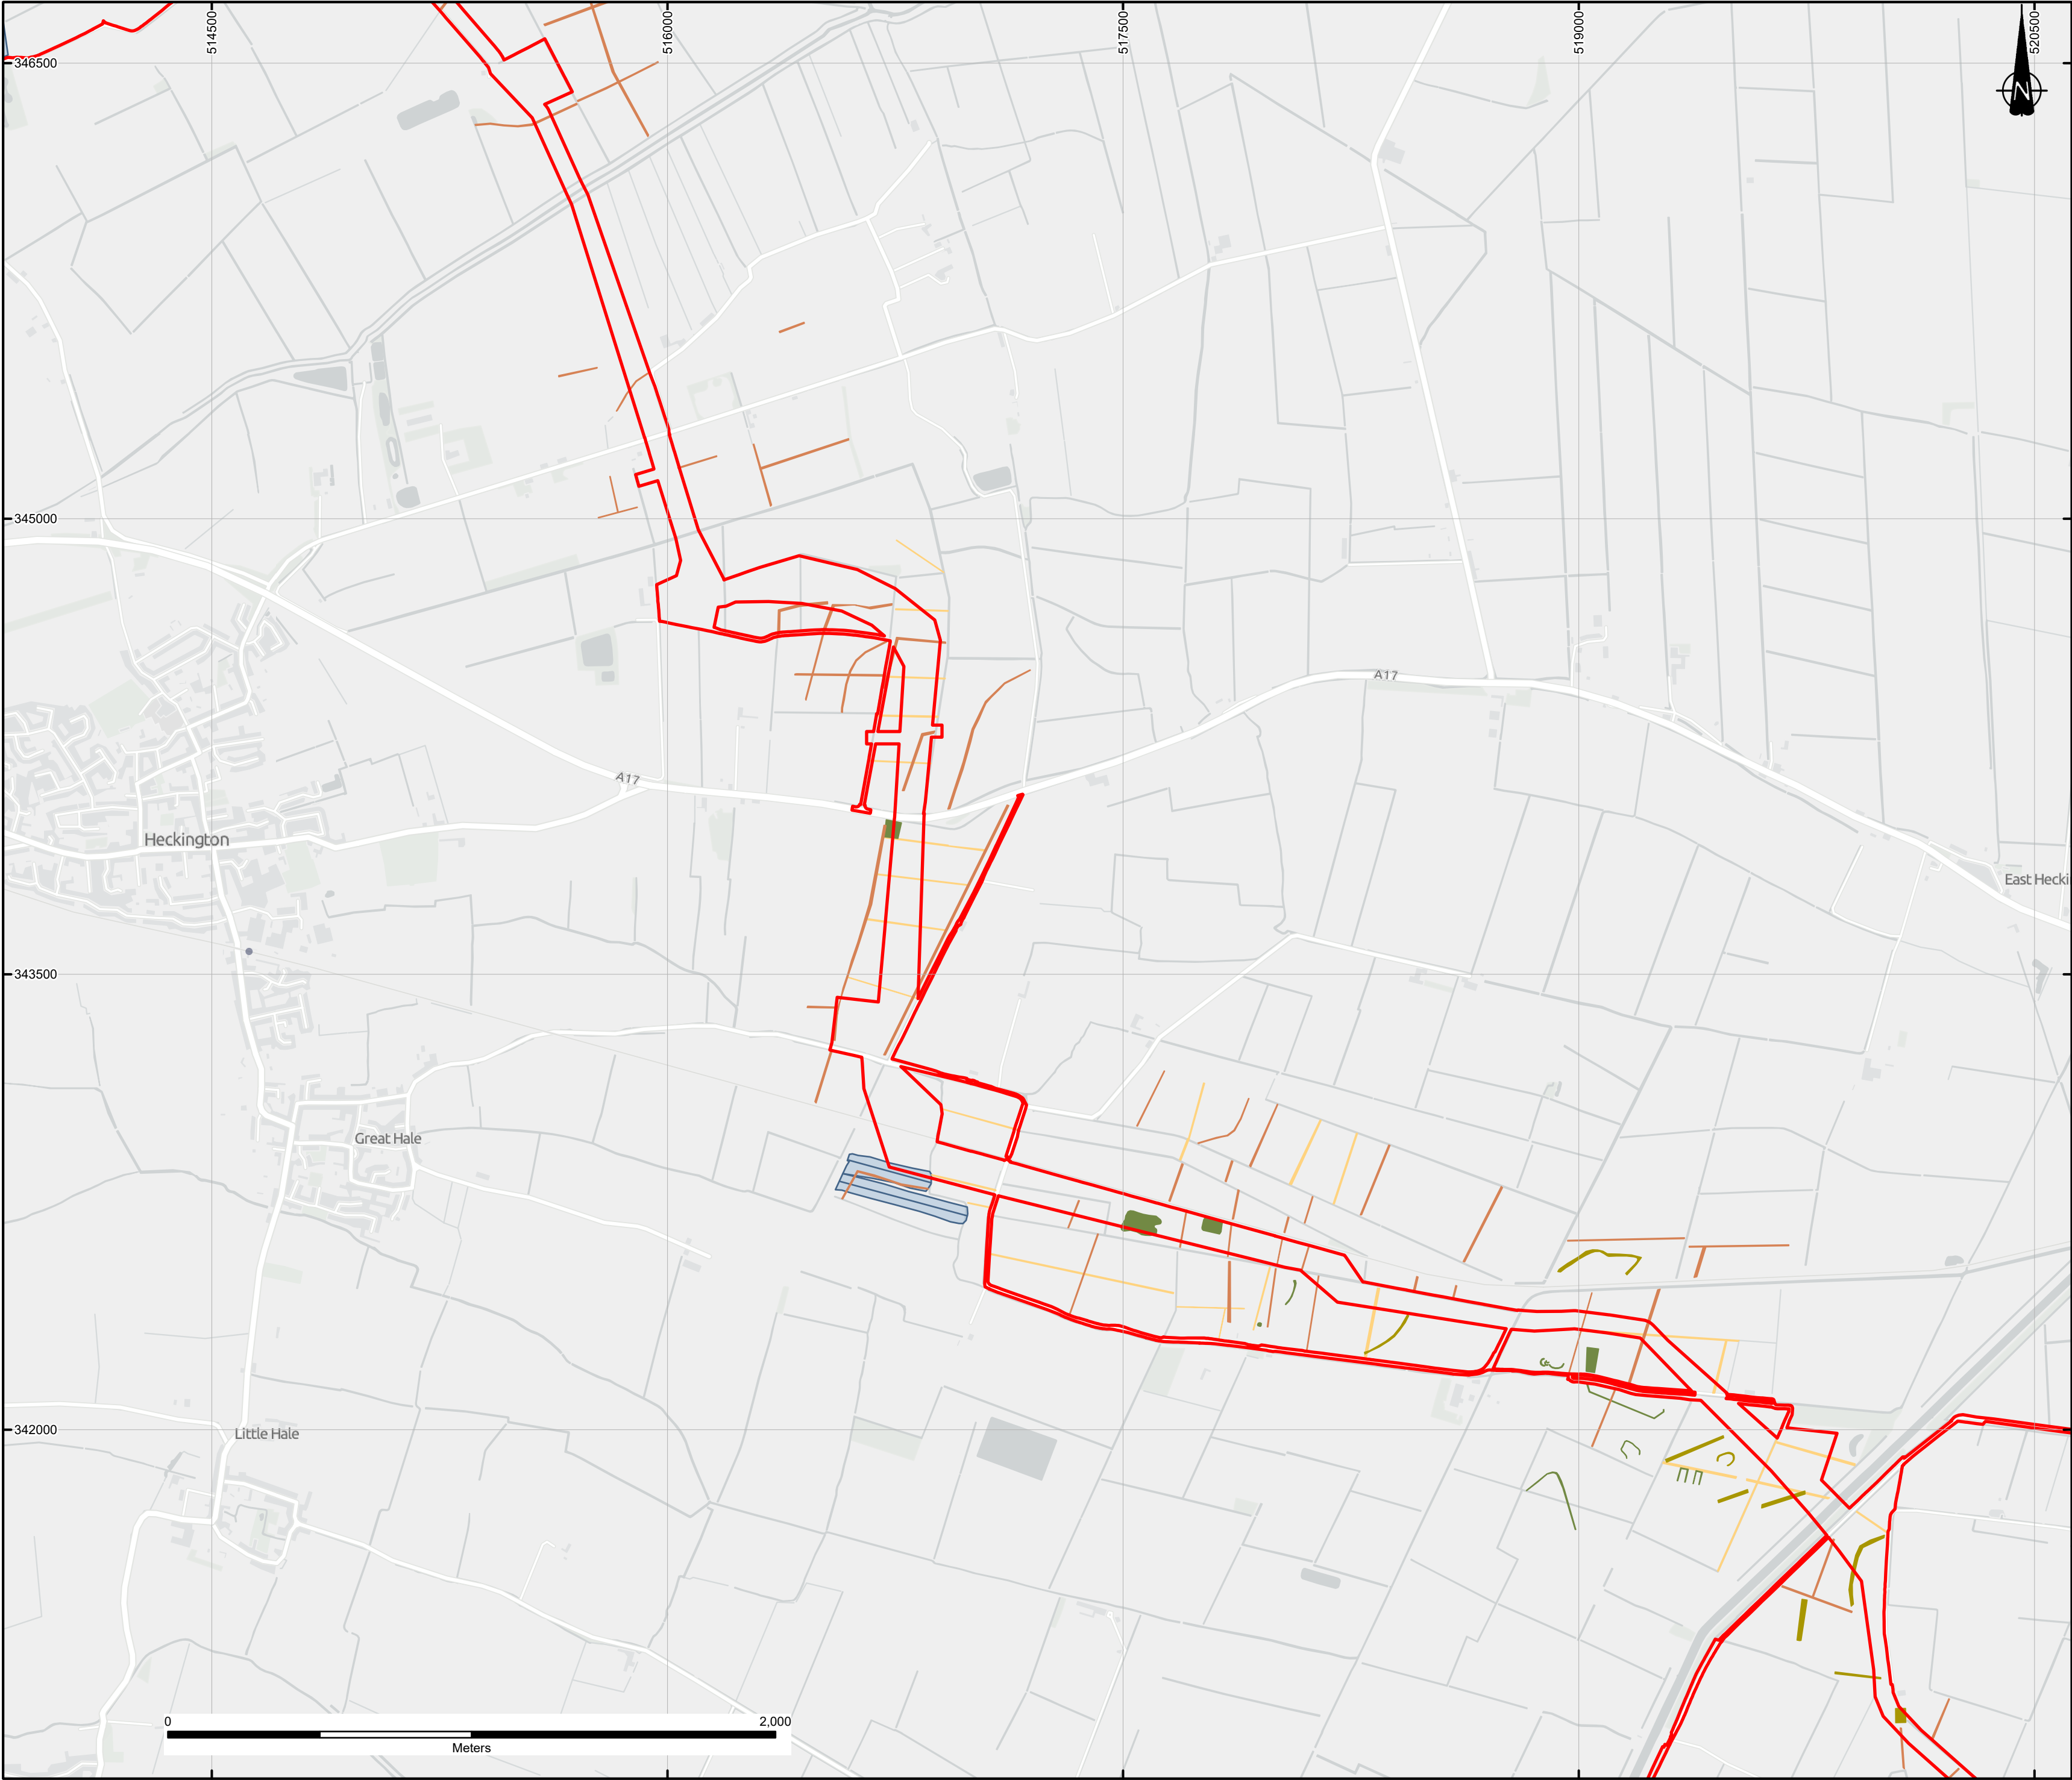 514500
516000
517500
519000
520500
346500
N
345000
A17
A17
Heckington
East Hecki
343500
Great Hale
342000
Little Hale
0
2,000
Meters